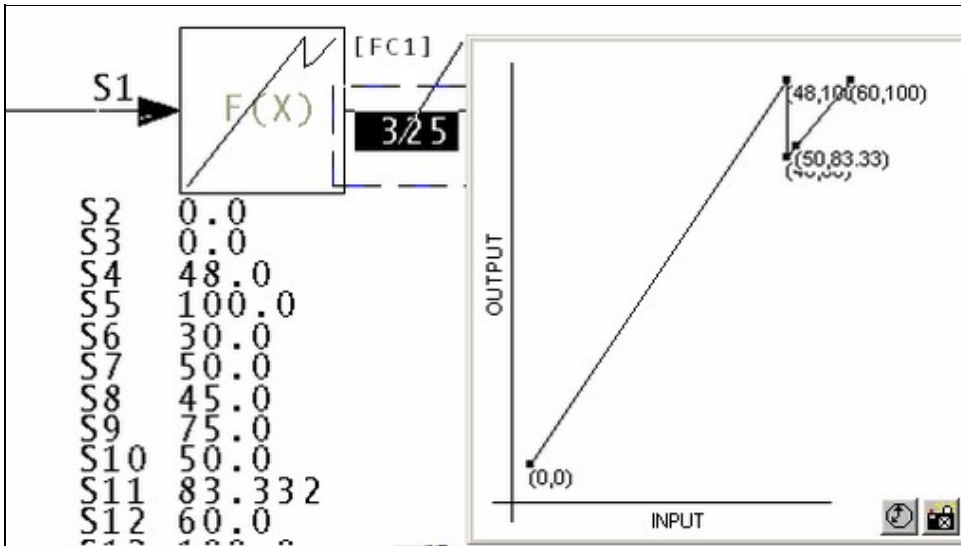 [FC1]
S1
F(X)
3/25
S2 0.0
S3 0.0
S4 48.0
S5 100.0
S6 30.0
S7 50.0
S8 45.0
S9 75.0
S10 50.0
S11 83.332
S12 60.0
(60,100)
(50,83.33)
OUTPUT
(0,0)
INPUT